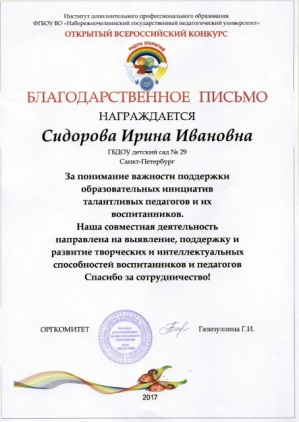 Институт дополнительного профессионального образования
ФГБОУ ВО «Набережночелнинский государственный педагогический университет»
ОТКРЫТЫЙ ВСЕРОССИЙСКИЙ КОНКУРС
РАДУГА ОТКРЫТИЙ
БЛАГОДАРСТВЕННОЕ ПИСЬМО
НАГРАЖДАЕТСЯ
Сидорова Ирина Ивановна
ГБДОУ детский сад № 29
Санкт-Петербург
За понимание важности поддержки
образовательных инициатив
талантливых педагогов и их
воспитанников.
Наша совместная деятельность
направлена на выявление, поддержку и
развитие творческих и интеллектуальных
способностей воспитанников и педагогов
Спасибо за сотрудничество!
ОРГКОМИТЕТ
Газизуллина Г.И.
2017